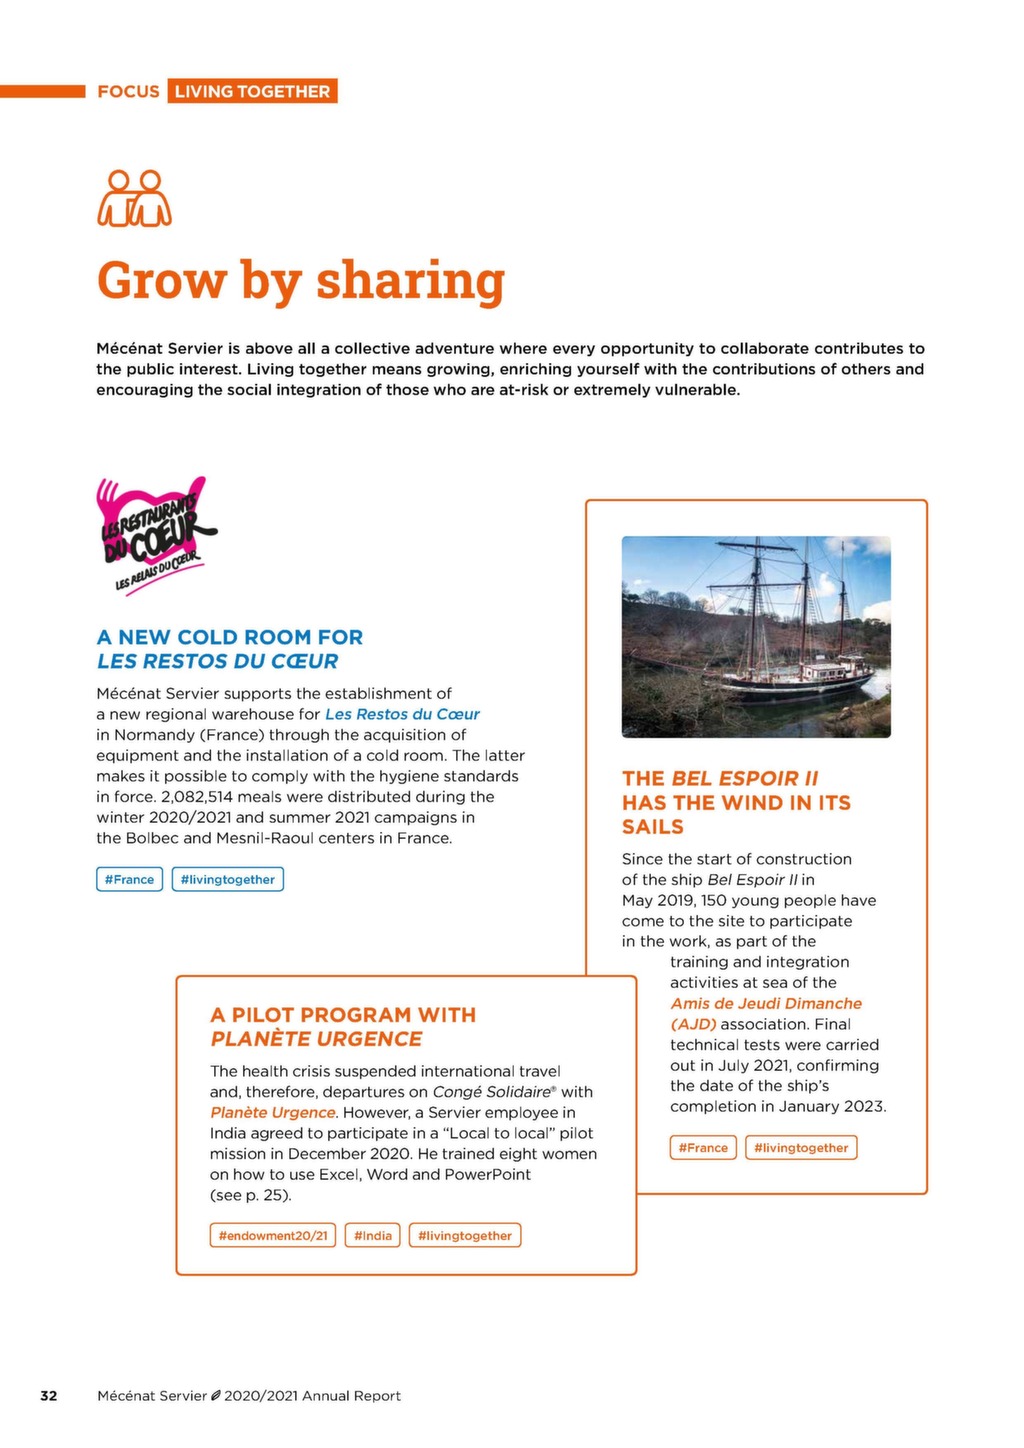 FOCUS LIVING TOGETHER
Grow by sharing
Mécénat Servier is above all a collective adventure where every opportunity to collaborate contributes to
the public interest. Living together means growing, enriching yourself with the contributions of others and
encouraging the social integration of those who are at-risk or extremely vulnerable.
LES RESTAURANTS
DU CŒUR
LES RELAIS DU CŒUR
A NEW COLD ROOM FOR
LES RESTOS DU CŒUR
Mécénat Servier supports the establishment of
a new regional warehouse for Les Restos du Cœur
in Normandy (France) through the acquisition of
equipment and the installation of a cold room. The latter
makes it possible to comply with the hygiene standards
in force. 2,082,514 meals were distributed during the
winter 2020/2021 and summer 2021 campaigns in
the Bolbec and Mesnil-Raoul centers in France.
#France #livingtogether
THE BEL ESPOIR II
HAS THE WIND IN ITS
SAILS
Since the start of construction
of the ship Bel Espoir II in
May 2019, 150 young people have
come to the site to participate
in the work, as part of the
training and integration
activities at sea of the
Amis de Jeudi Dimanche
(AJD) association. Final
technical tests were carried
out in July 2021, confirming
the date of the ship's
completion in January 2023.
#France #livingtogether
A PILOT PROGRAM WITH
PLANÈTE URGENCE
The health crisis suspended international travel
and, therefore, departures on Congé Solidaire® with
Planète Urgence. However, a Servier employee in
India agreed to participate in a “Local to local” pilot
mission in December 2020. He trained eight women
on how to use Excel, Word and PowerPoint
(see p. 25).
#endowment20/21 #India #livingtogether
32 Mécénat Servier 2020/2021 Annual Report